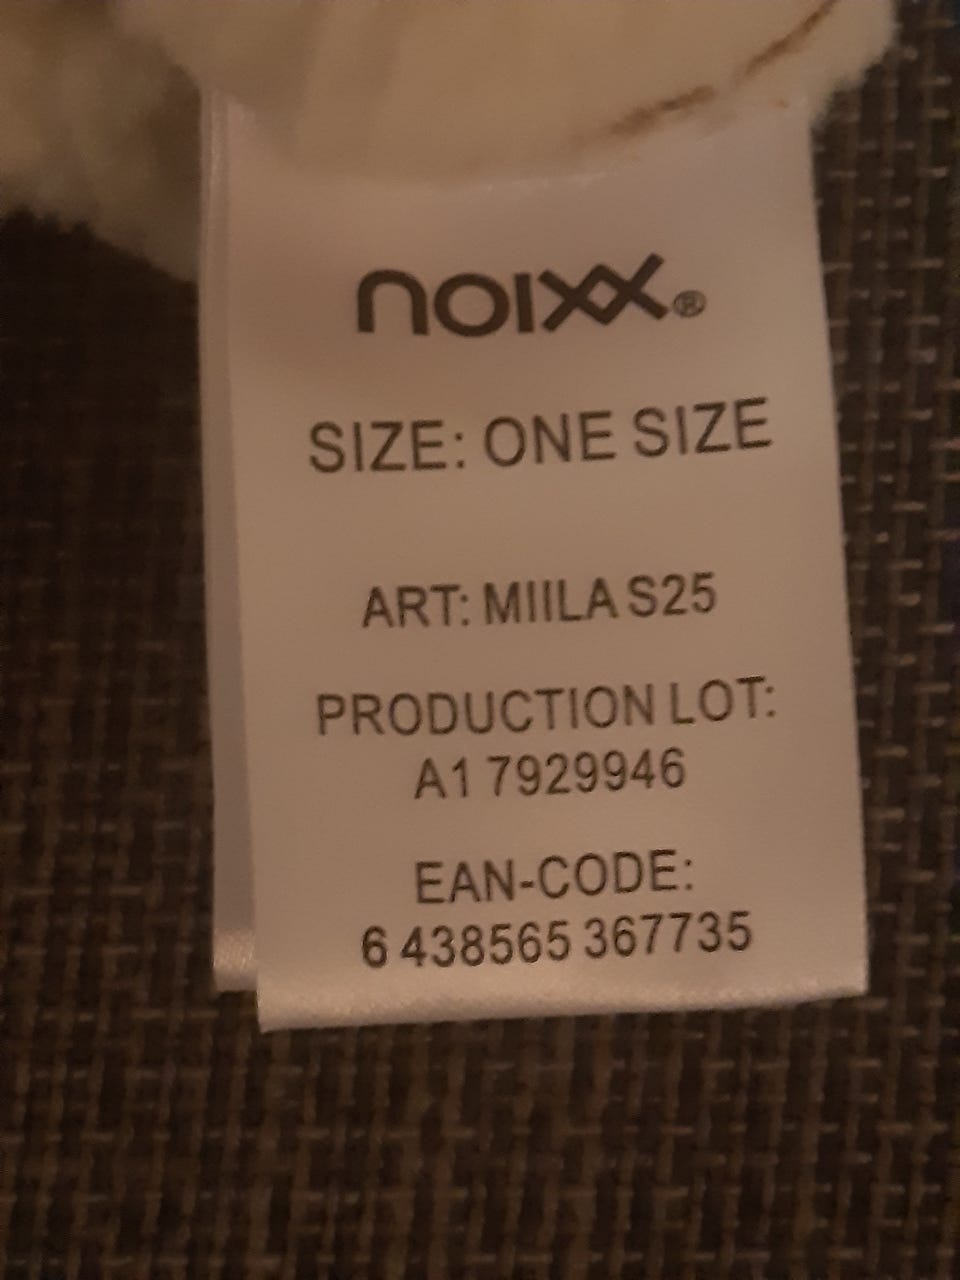 noixx®
SIZE: ONE SIZE
ART: MIILA S25
PRODUCTION LOT:
A1 7929946
EAN-CODE:
6 438565 367735